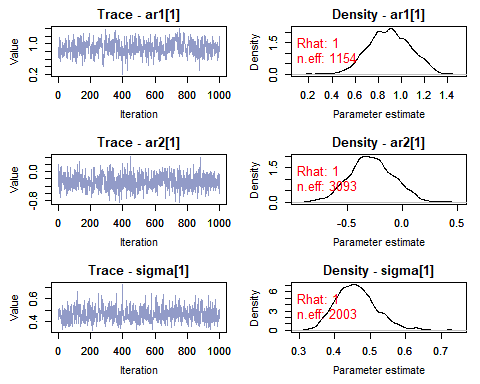 Trace - ar1[1]
Value
0.2 1.0
0 200 400 600 800 1000
Iteration
Density - ar1[1]
Density
0.0 1.5
Rhat: 1
n.eff: 1154
0.2 0.4 0.6 0.8 1.0 1.2 1.4
Parameter estimate
Trace - ar2[1]
Value
-0.8 0.0
0 200 400 600 800 1000
Iteration
Density - ar2[1]
Density
0.0 1.5
Rhat: 1
n.eff: 3093
-0.5 0.0 0.5
Parameter estimate
Trace - sigma[1]
Value
0.4 0.6
0 200 400 600 800 1000
Iteration
Density - sigma[1]
Density
0 3 6
Rhat: 1
n.eff: 2003
0.3 0.4 0.5 0.6 0.7
Parameter estimate